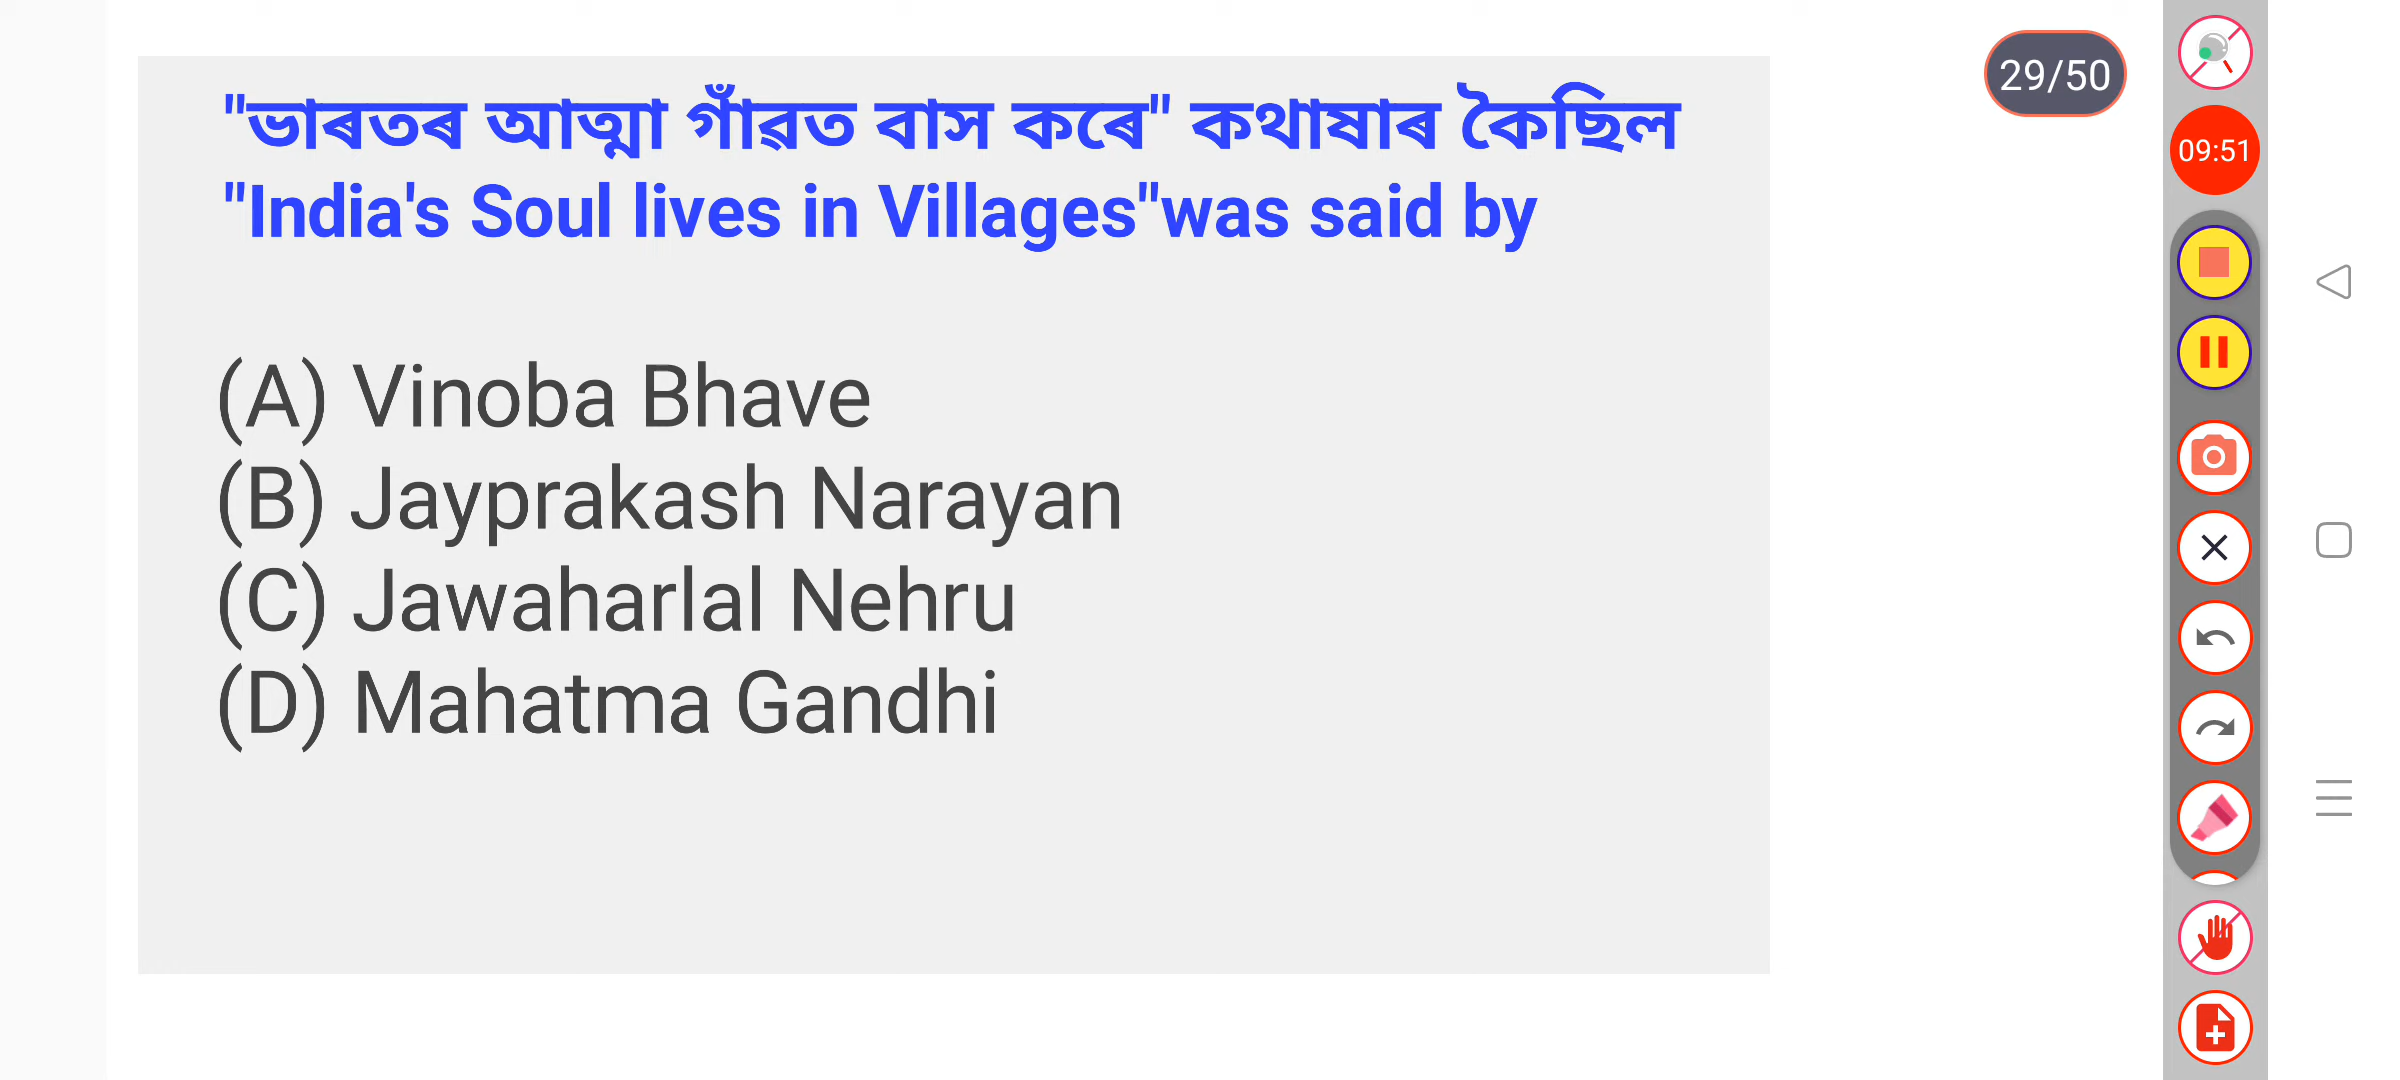 "ভাৰতৰ আত্মা গাঁৱত বাস কৰে" কথাষাৰ কৈছিল
"India's Soul lives in Villages"was said by
(A) Vinoba Bhave
(B) Jayprakash Narayan
(C) Jawaharlal Nehru
(D) Mahatma Gandhi
29/50
09:51